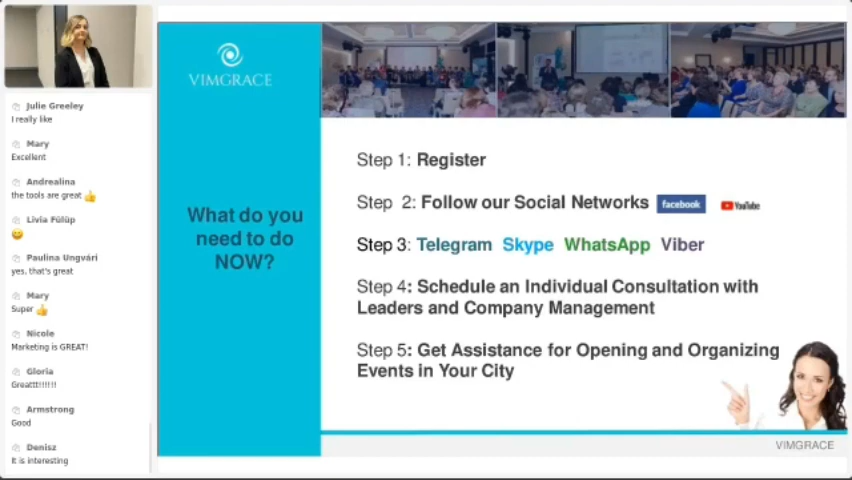 Julie Greeley
I really like
Mary
Excellent
Andrealina
the tools are great 👍
Livia Fülüp
😀
Paulina Ungvári
yes, that's great
Mary
Super 👍
Nicole
Marketing is GREAT!
Gloria
Greattt!!!!!!
Armstrong
Good
Denisz
It is interesting
VIMGRACE
What do you
need to do
NOW?
Step 1: Register
Step 2: Follow our Social Networks facebook YouTube
Step 3: Telegram Skype WhatsApp Viber
Step 4: Schedule an Individual Consultation with
Leaders and Company Management
Step 5: Get Assistance for Opening and Organizing
Events in Your City
VIMGRACE